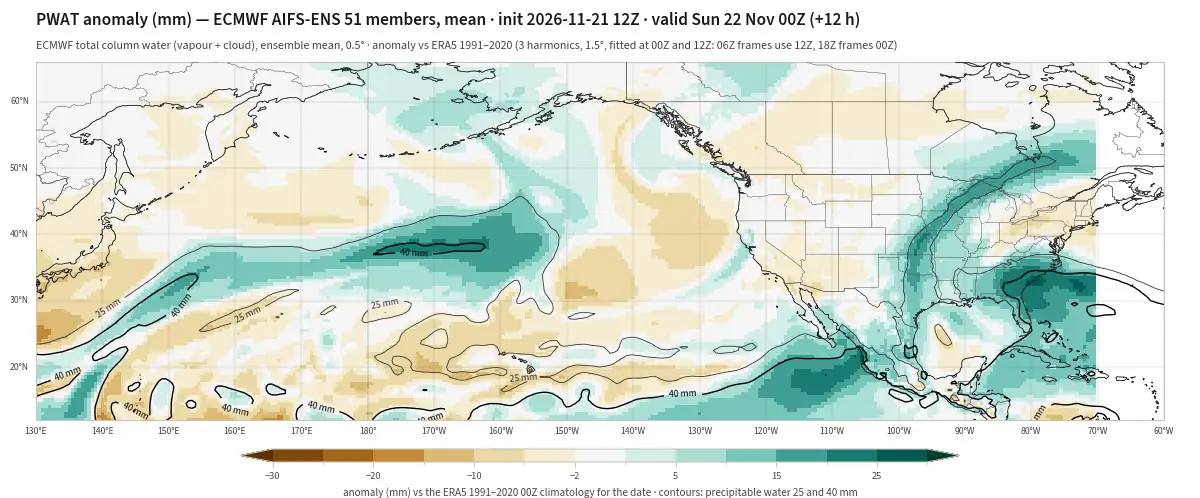 PWAT anomaly (mm) — ECMWF AIFS-ENS 51 members, mean · init 2026-11-21 12Z · valid Sun 22 Nov 00Z (+12 h)
ECMWF total column water (vapour + cloud), ensemble mean, 0.5° · anomaly vs ERA5 1991–2020 (3 harmonics, 1.5°, fitted at 00Z and 12Z: 06Z frames use 12Z, 18Z frames 00Z)
60°N
50°N
40°N
40 mm
30°N
25 mm
40 mm
25 mm
25 mm
20°N
40 mm
25 mm
40 mm
40 mm
40 mm
40 mm
130°E 140°E 150°E 160°E 170°E 180° 170°W 160°W 150°W 140°W 130°W 120°W 110°W 100°W 90°W 80°W 70°W 60°W
−30 −20 −10 −2 5 15 25
anomaly (mm) vs the ERA5 1991–2020 00Z climatology for the date · contours: precipitable water 25 and 40 mm